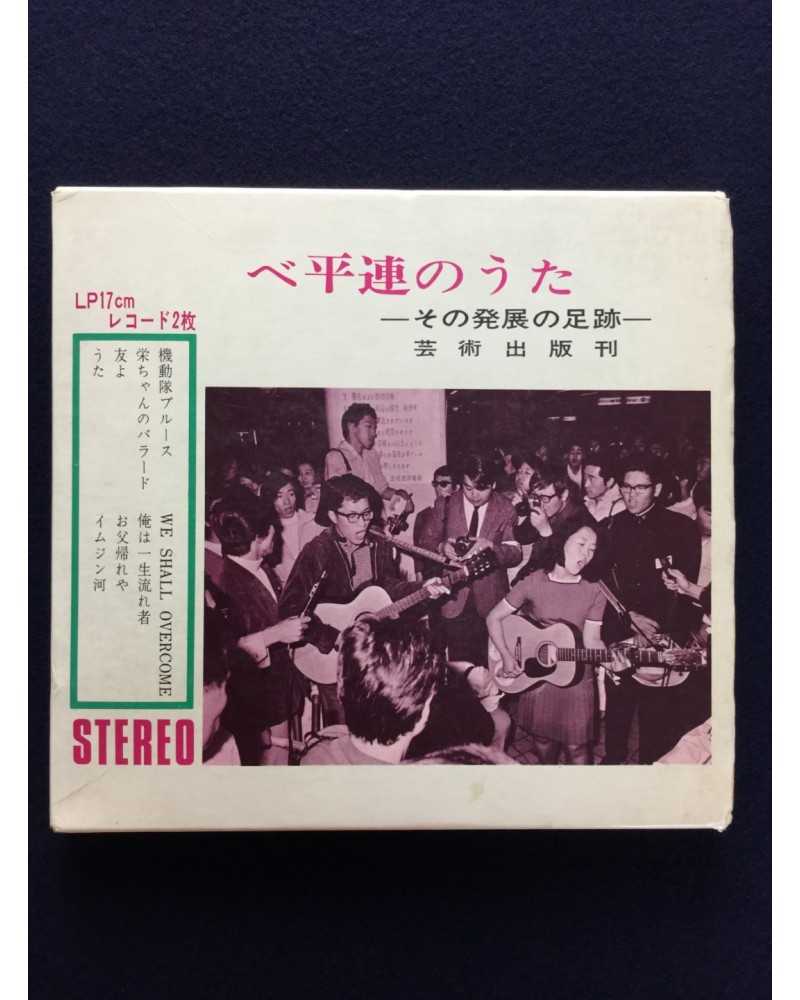 べ平連のうた
―その発展の足跡―
芸術出版刊
LP17cm
レコード2枚
機動隊ブルース
栄ちゃんのバラード
友よ
うた
WE SHALL OVERCOME
俺は一生流れ者
お父帰れや
イムジン河
STEREO